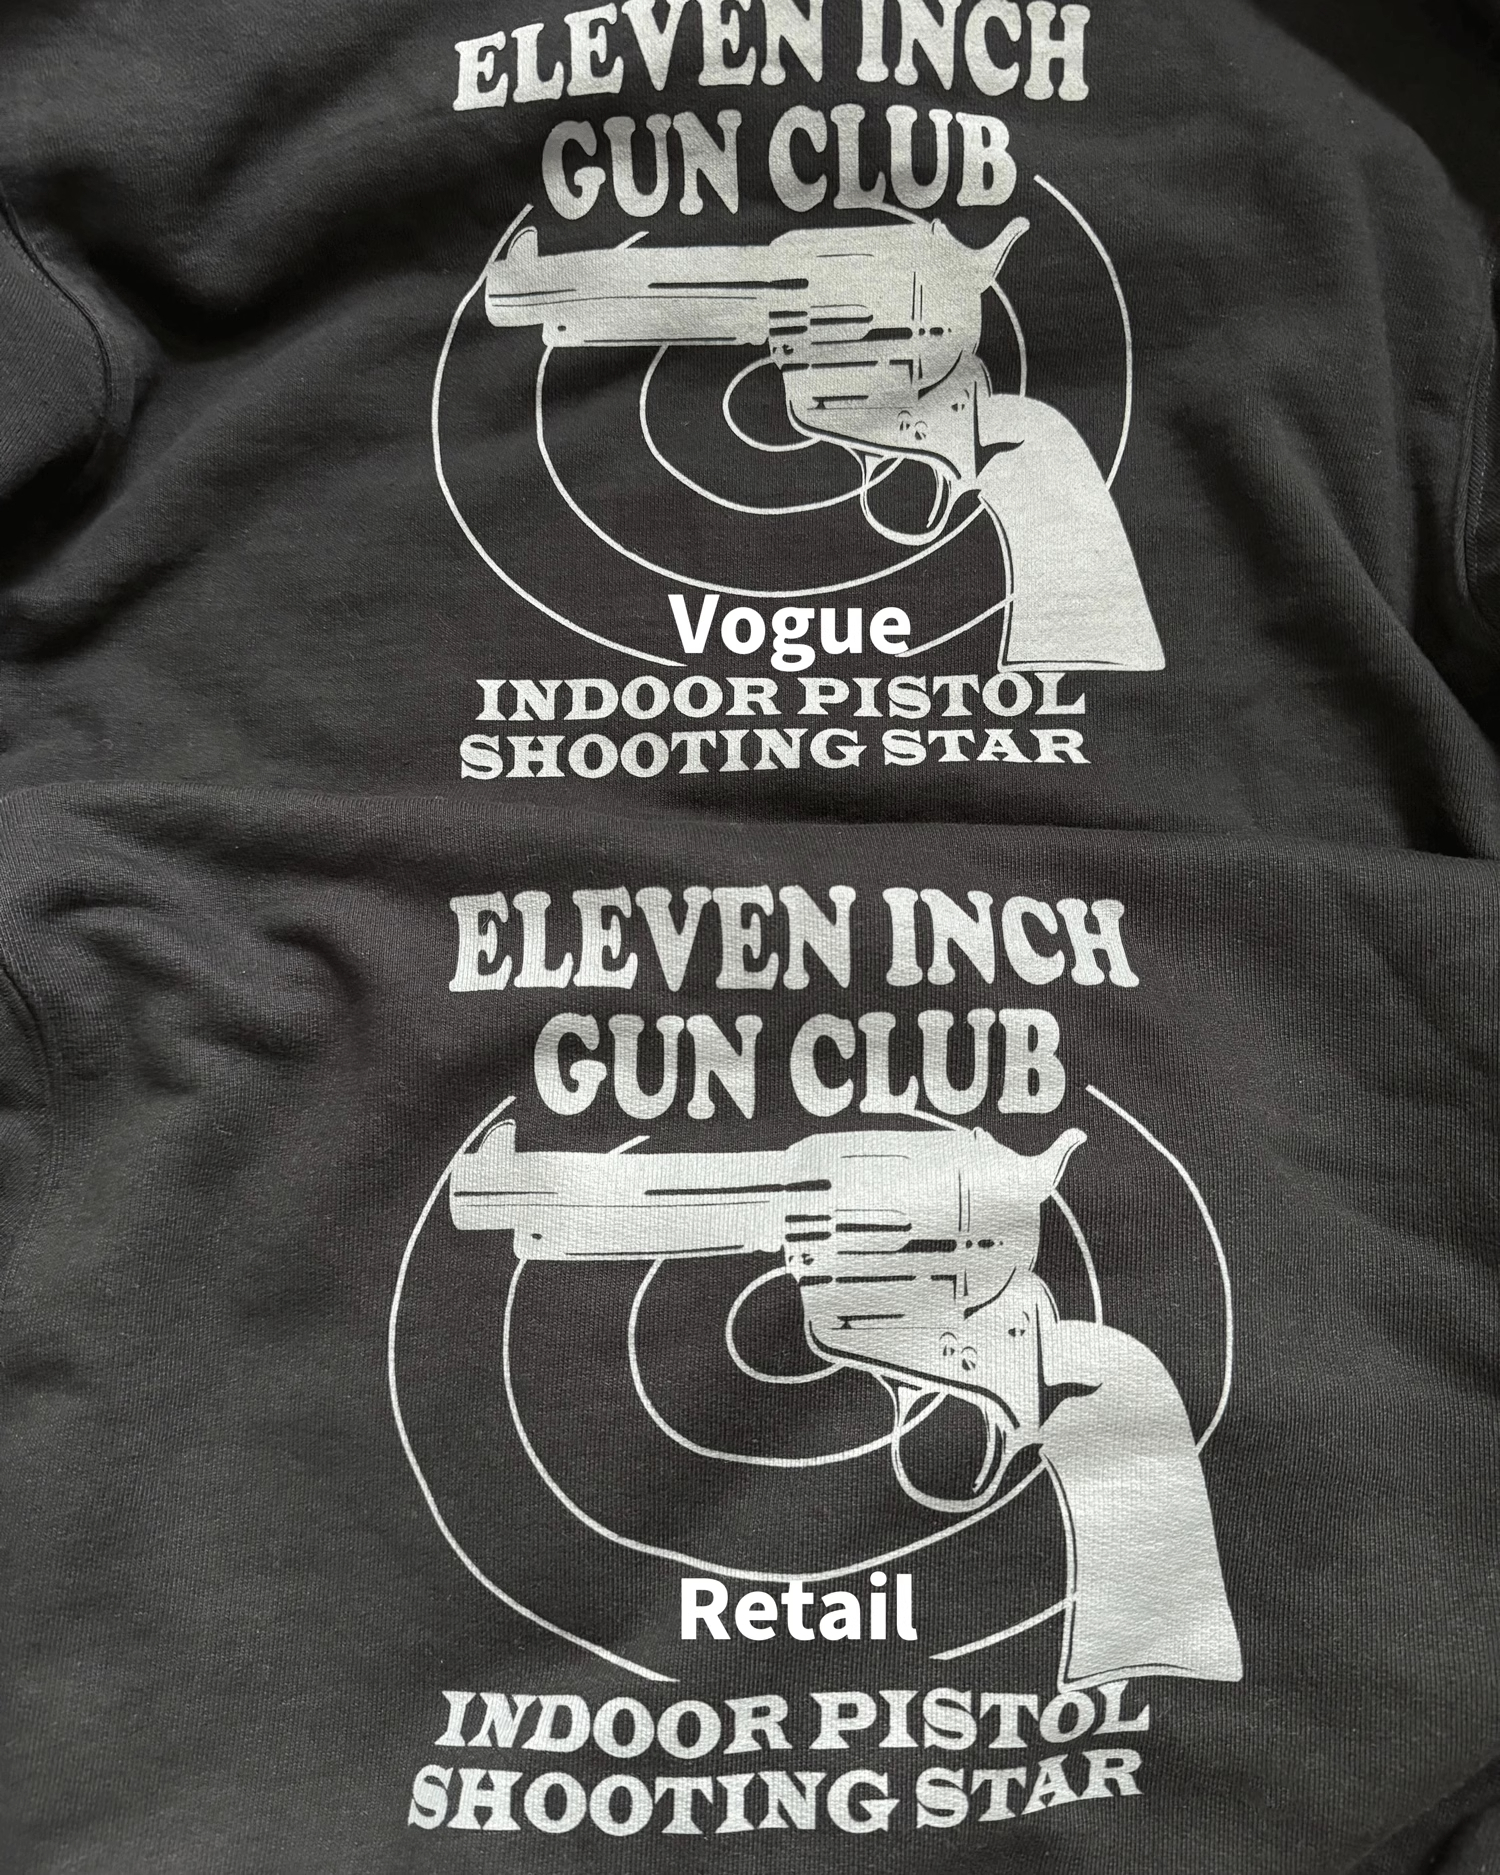 ELEVEN INCH
GUN CLUB
Vogue
INDOOR PISTOL
SHOOTING STAR
ELEVEN INCH
GUN CLUB
Retail
INDOOR PISTOL
SHOOTING STAR